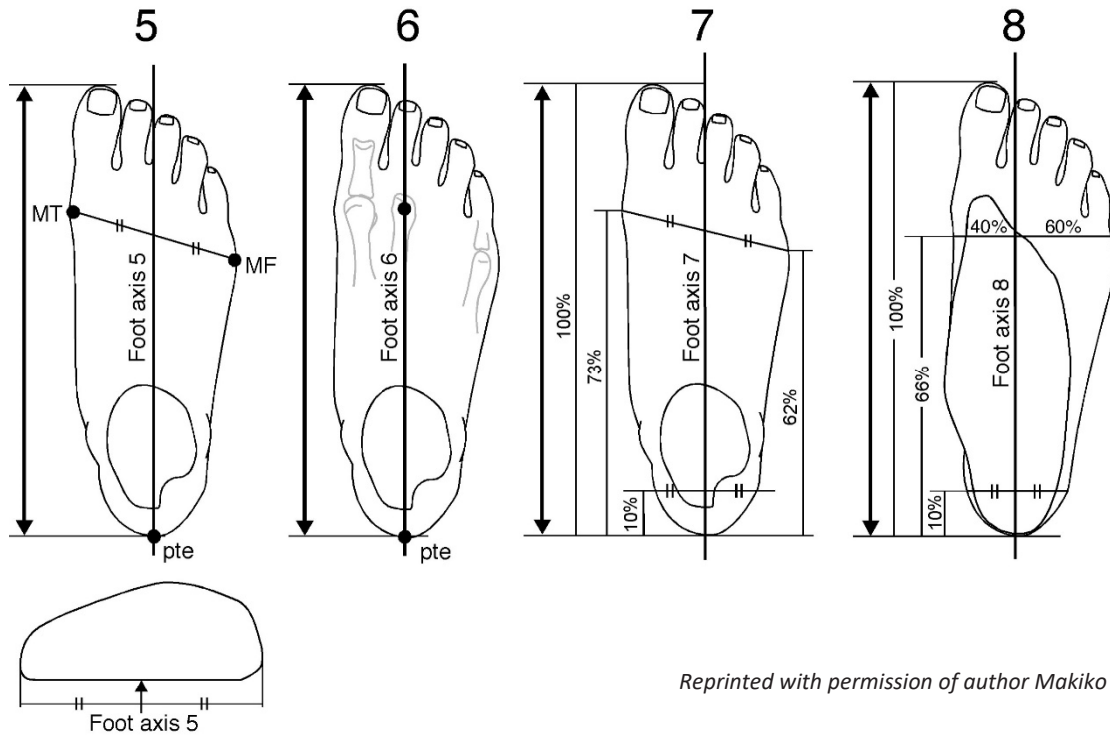 5
6
7
8
MT
MF
Foot axis 5
pte
Foot axis 5
Foot axis 6
pte
100%
73%
Foot axis 7
62%
10%
100%
66%
40%
60%
Foot axis 8
10%
Reprinted with permission of author Makiko